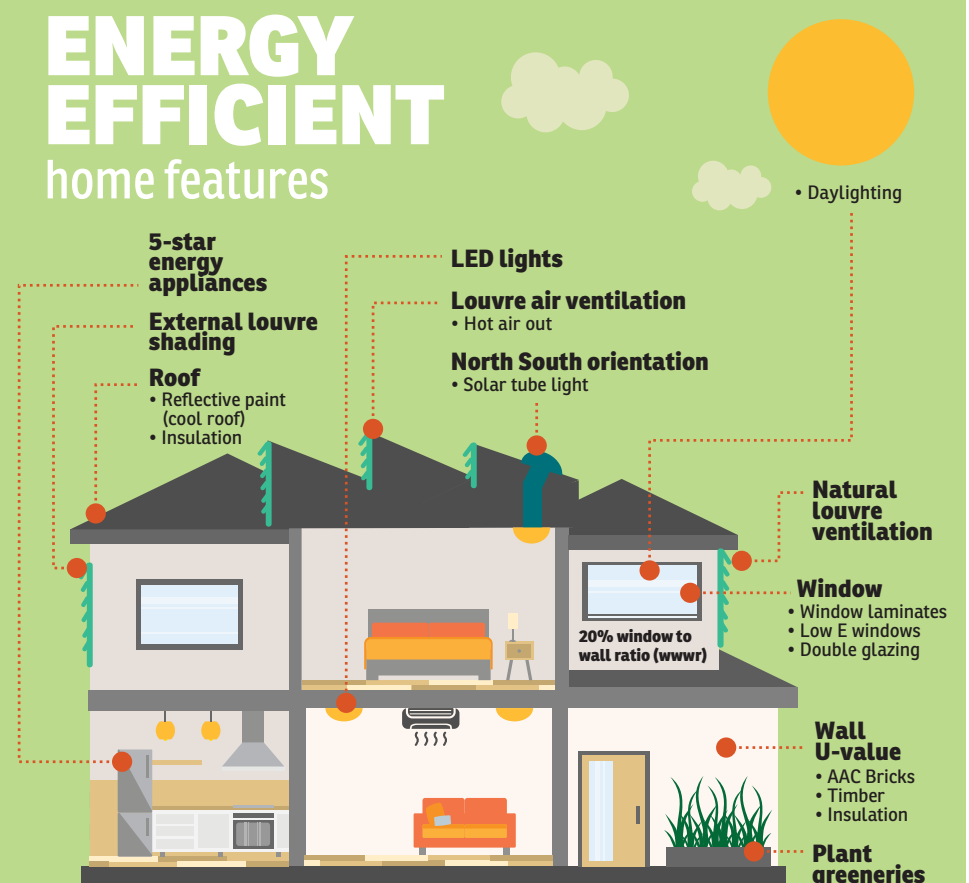 ENERGY
EFFICIENT
home features
• Daylighting
5-star
energy
appliances
External louvre
shading
Roof
• Reflective paint
(cool roof)
• Insulation
LED lights
Louvre air ventilation
• Hot air out
North South orientation
• Solar tube light
Natural
louvre
ventilation
Window
• Window laminates
• Low E windows
• Double glazing
20% window to
wall ratio (wwwr)
Wall
U-value
• AAC Bricks
• Timber
• Insulation
Plant
greeneries